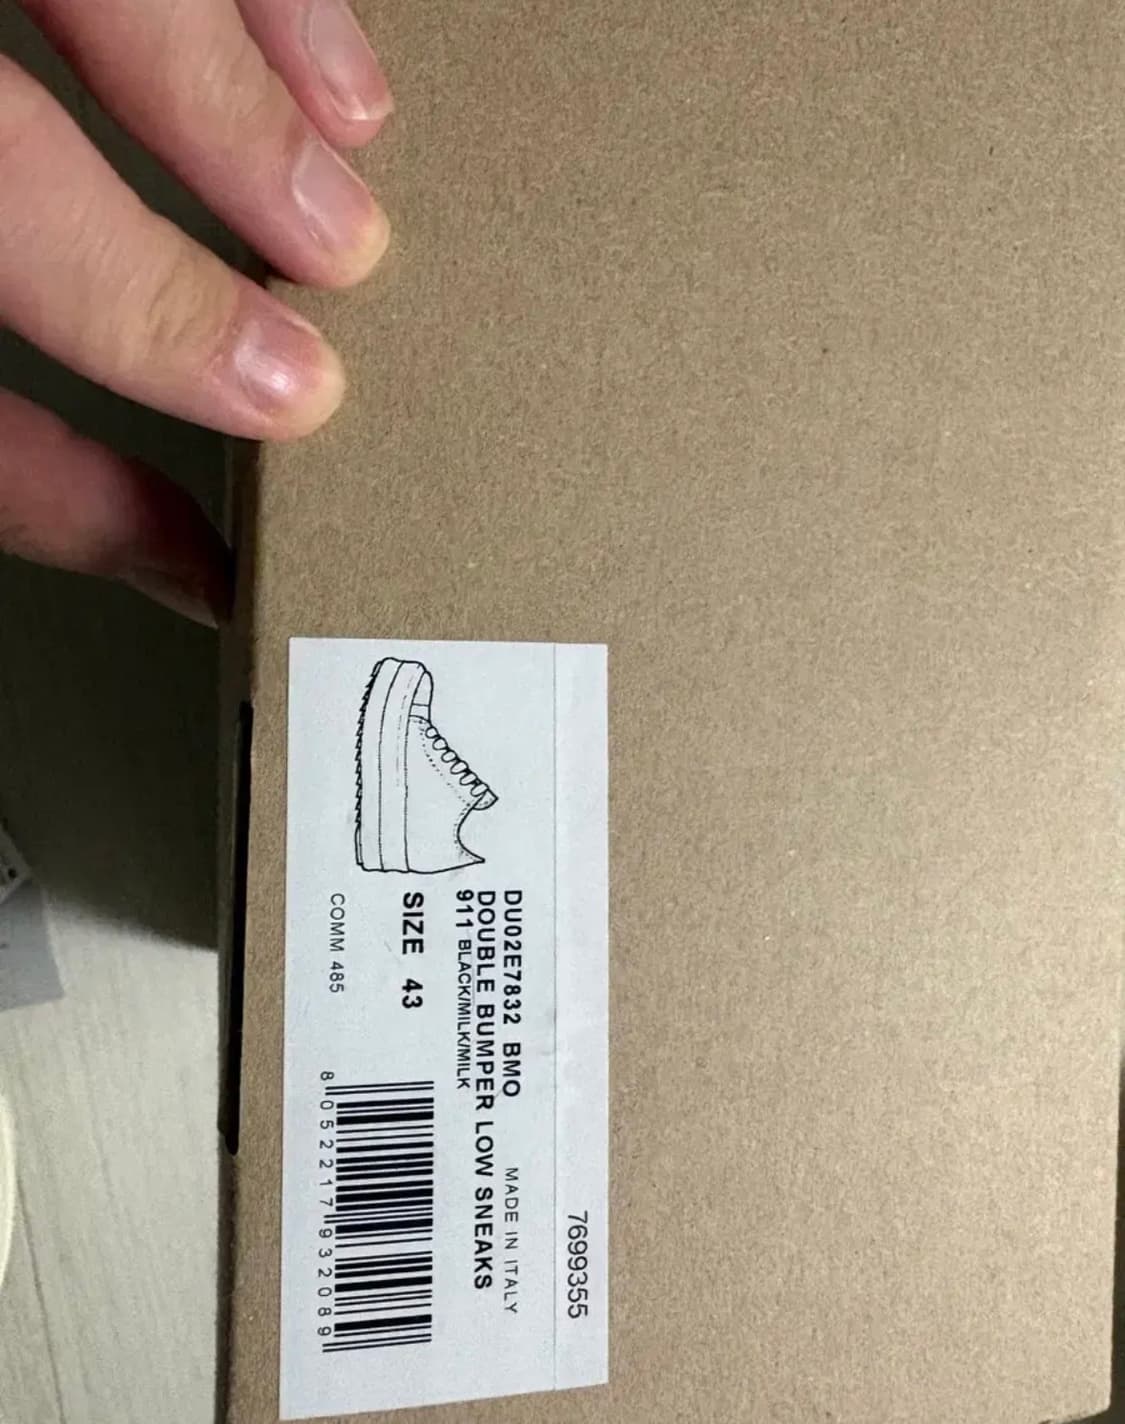 7699355
DU02E7832 BMO MADE IN ITALY
DOUBLE BUMPER LOW SNEAKS
911 BLACK/MILK/MILK
SIZE 43
COMM 485
8 052217 932089